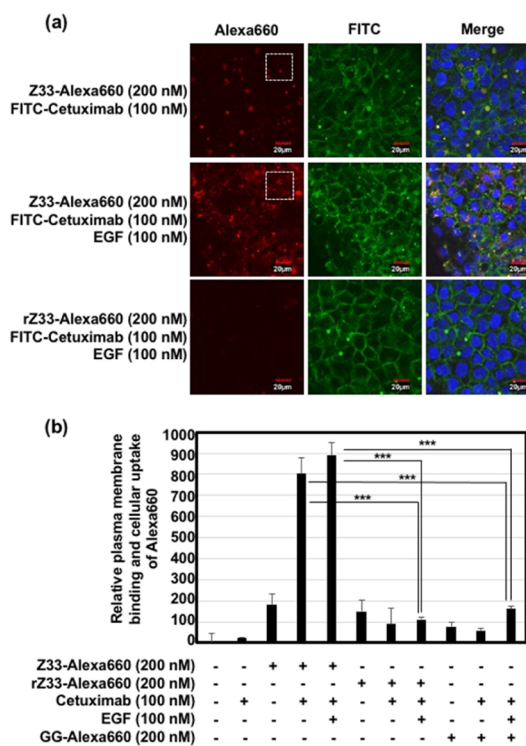 (a)
Alexa660 FITC Merge
Z33-Alexa660 (200 nM)
FITC-Cetuximab (100 nM)
20μm 20μm 20μm
Z33-Alexa660 (200 nM)
FITC-Cetuximab (100 nM)
EGF (100 nM)
20μm 20μm 20μm
rZ33-Alexa660 (200 nM)
FITC-Cetuximab (100 nM)
EGF (100 nM)
20μm 20μm 20μm
(b)
Relative plasma membrane
binding and cellular uptake
of Alexa660
1000
900
800
700
600
500
400
300
200
100
0
***
***
***
***
Z33-Alexa660 (200 nM) - - + + + - - - - - -
rZ33-Alexa660 (200 nM) - - - - - + + + - - -
Cetuximab (100 nM) - + - + + - + + - + +
EGF (100 nM) - - - - + - - + - - +
GG-Alexa660 (200 nM) - - - - - - - - + + +